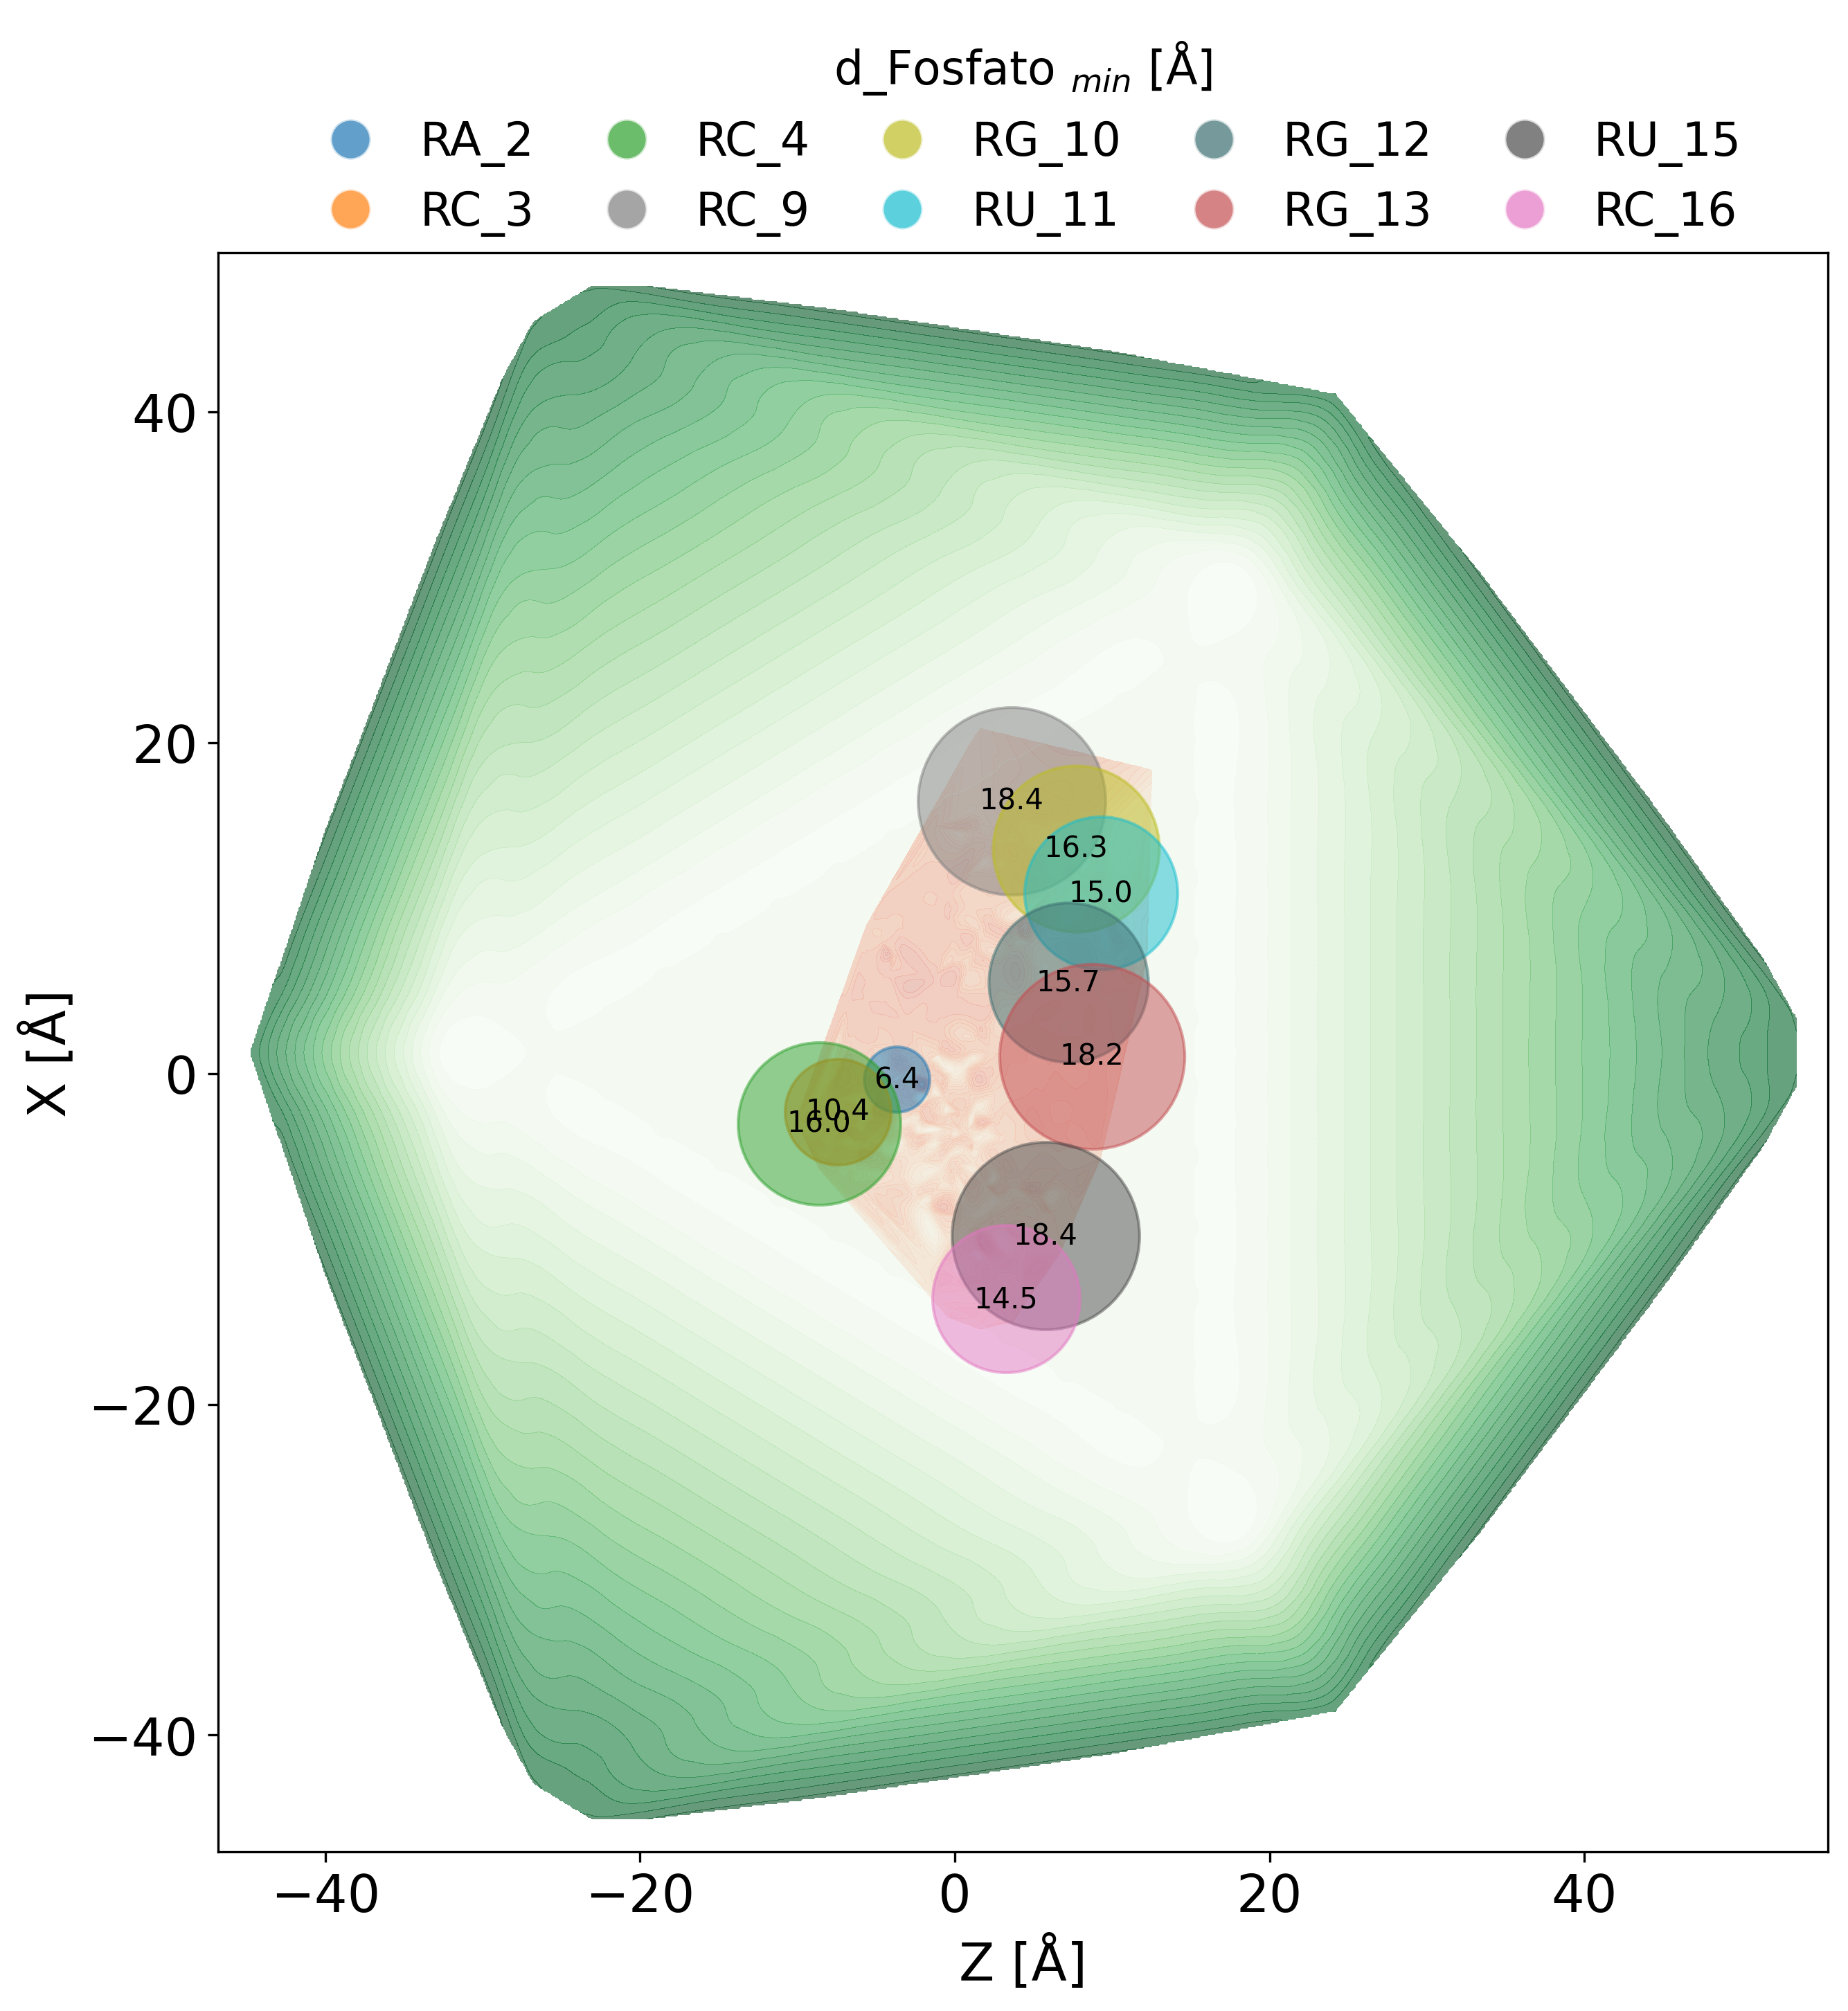 d_Fosfato min [Å]
RA_2 RC_4 RG_10 RG_12 RU_15
RC_3 RC_9 RU_11 RG_13 RC_16
40
20
0
−20
−40
X [Å]
18.4
16.3
15.0
15.7
18.2
6.4
10.4
16.0
18.4
14.5
−40 −20 0 20 40
Z [Å]